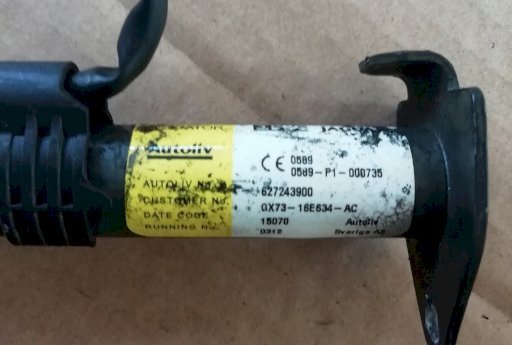 Autoliv
CE 0589
0589-P1-000735
AUTOLIV No. 627243900
CUSTOMER No. GX73-16E634-AC
DATE CODE 15070 Autoliv
RUNNING No. 0312 Sverige AB